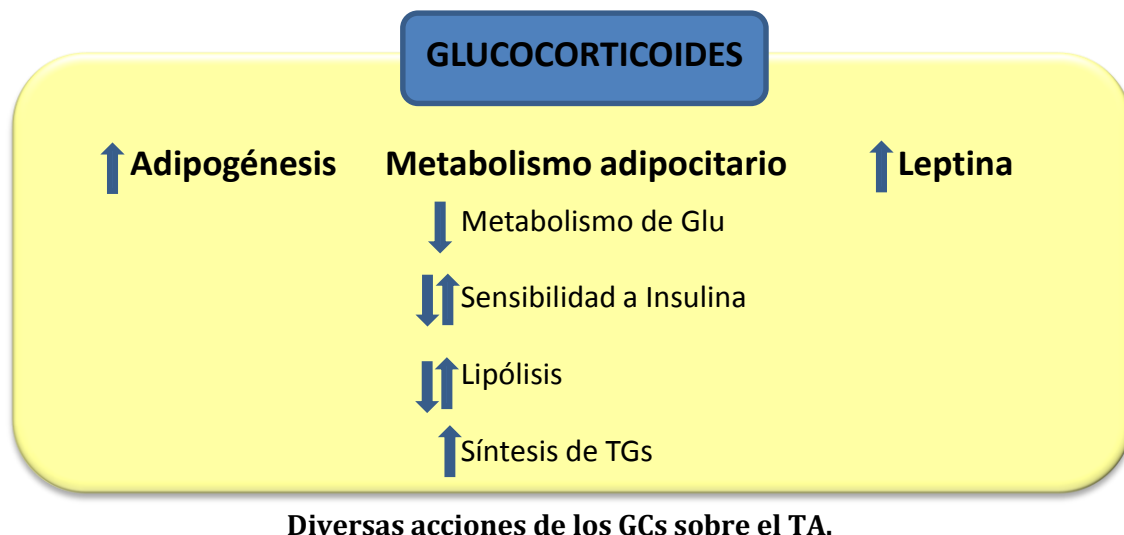 GLUCOCORTICOIDES
Adipogénesis Metabolismo adipocitario Leptina
Metabolismo de Glu
Sensibilidad a Insulina
Lipólisis
Síntesis de TGs
Diversas acciones de los GCs sobre el TA.